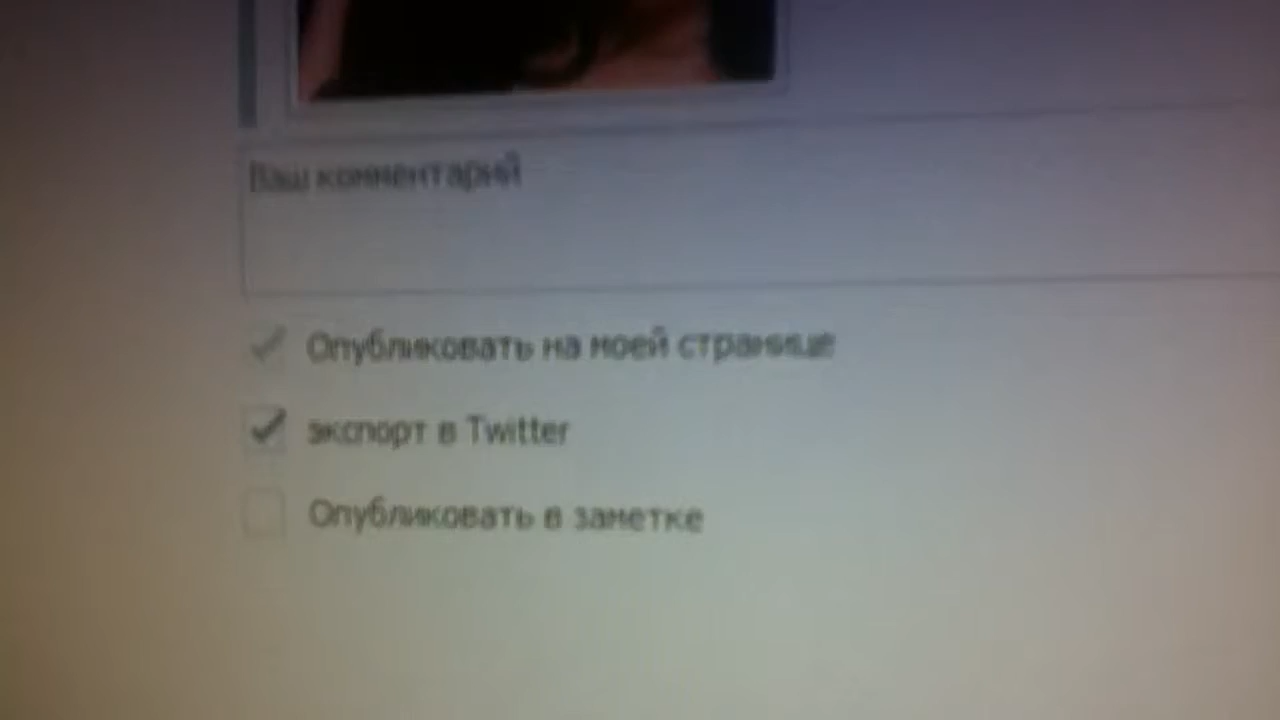 Ваш комментарий
Опубликовать на моей странице
экспорт в Twitter
Опубликовать в заметке